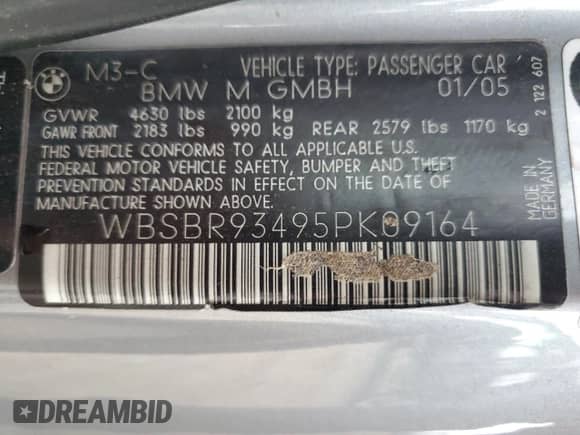 M3-C VEHICLE TYPE: PASSENGER CAR
BMW M GMBH 01/05
GVWR 4630 lbs 2100 kg
GAWR FRONT 2183 lbs 990 kg REAR 2579 lbs 1170 kg
THIS VEHICLE CONFORMS TO ALL APPLICABLE U.S.
FEDERAL MOTOR VEHICLE SAFETY, BUMPER AND THEFT
PREVENTION STANDARDS IN EFFECT ON THE DATE OF
MANUFACTURE SHOWN ABOVE.
WBSBR93495PK09164
MADE IN
GERMANY
2 122 607
DREAMBID